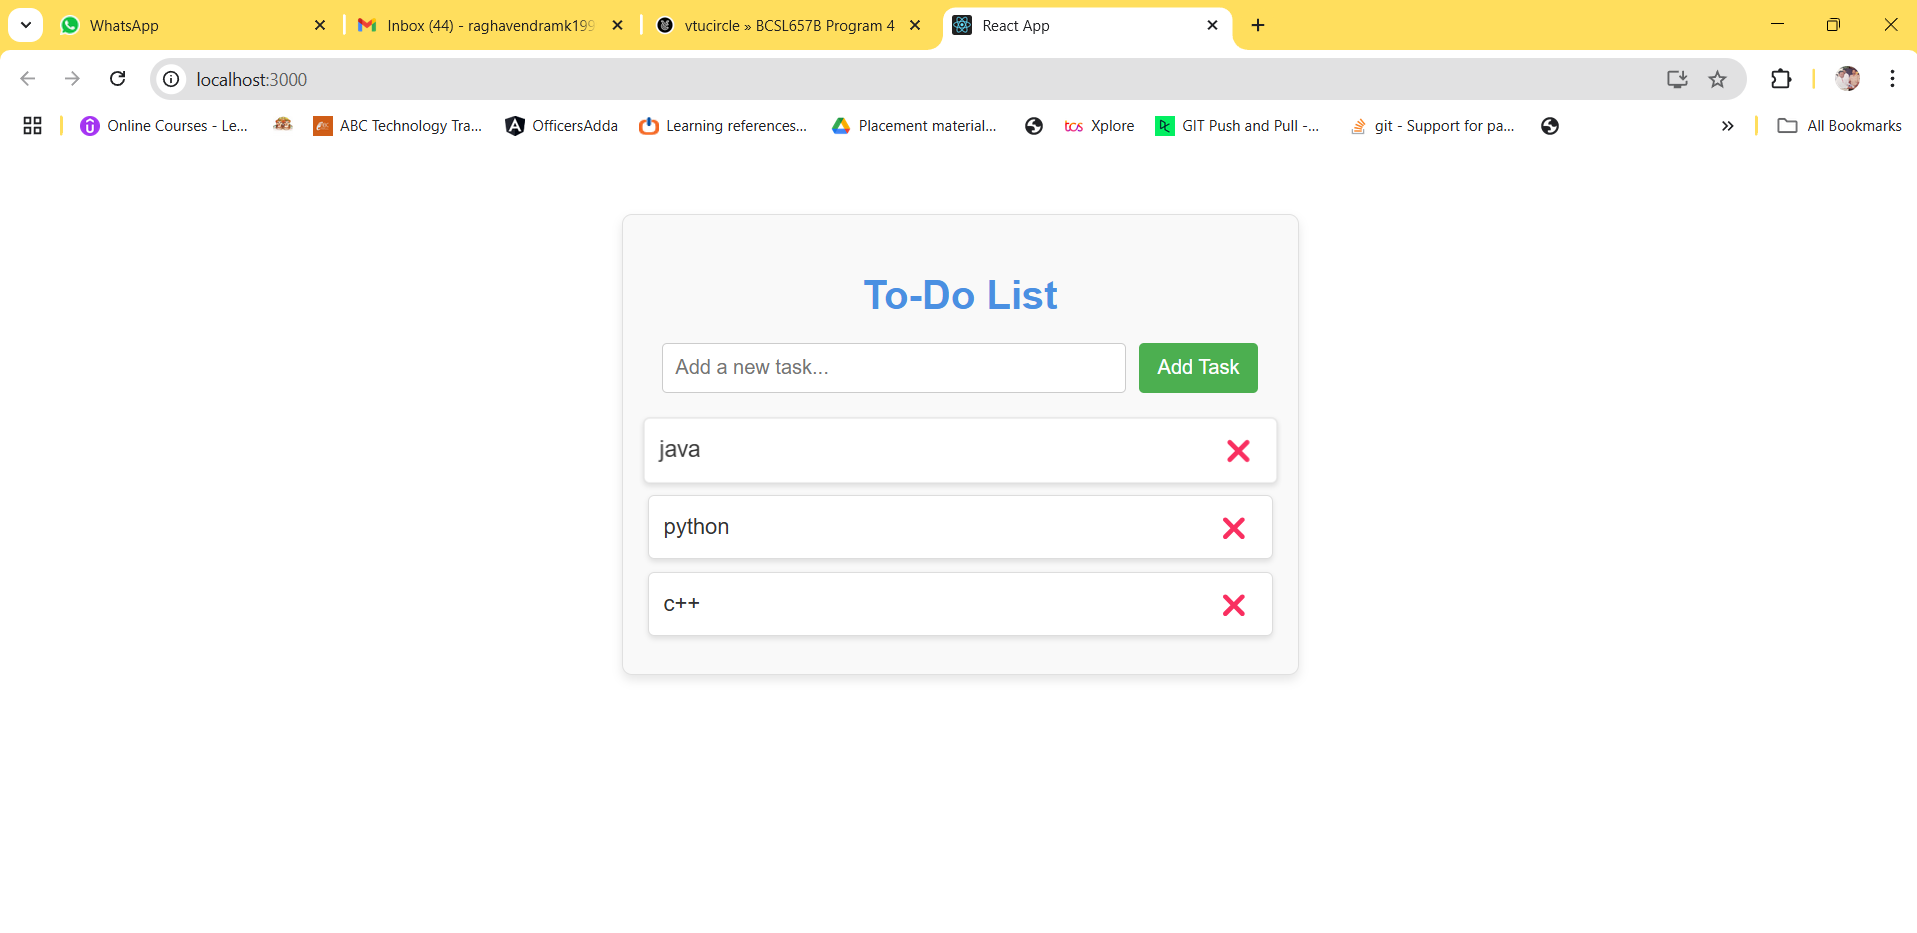 WhatsApp
Inbox (44) - raghavendramk199
vtucircle » BCSL657B Program 4
React App
localhost:3000
Online Courses - Le...
ABC Technology Tra...
OfficersAdda
Learning references...
Placement material...
tcs Xplore
GIT Push and Pull -...
git - Support for pa...
All Bookmarks
To-Do List
Add a new task...
Add Task
java
python
c++